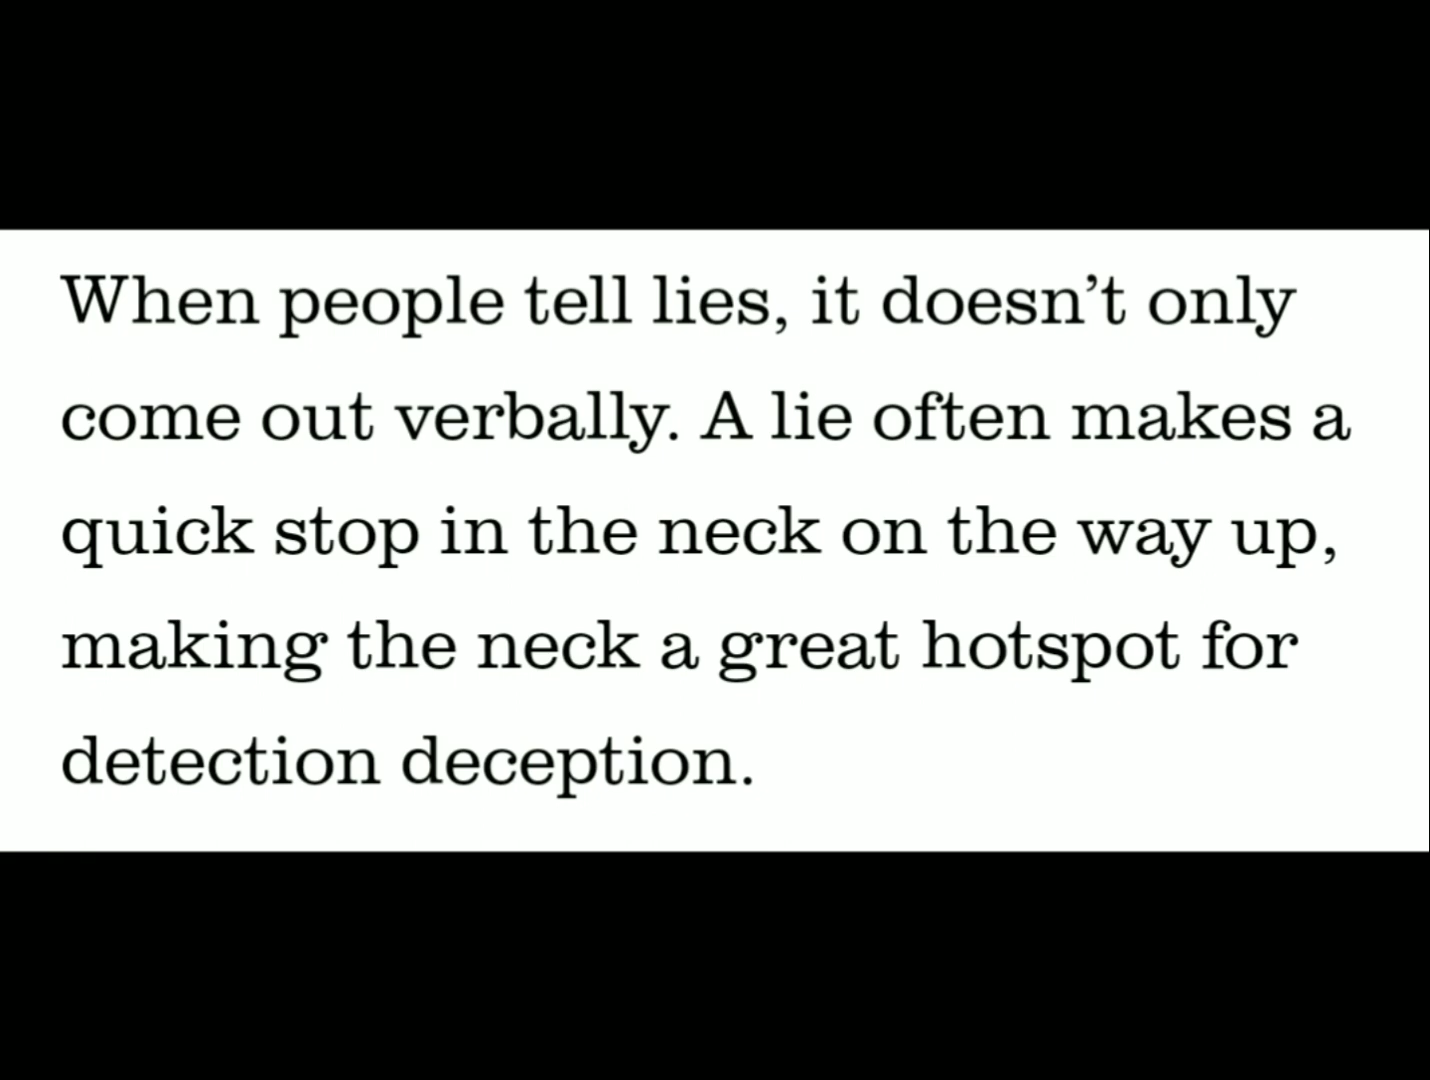 When people tell lies, it doesn’t only
come out verbally. A lie often makes a
quick stop in the neck on the way up,
making the neck a great hotspot for
detection deception.